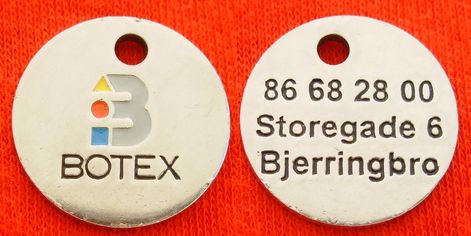 BOTEX
86 68 28 00
Storegade 6
Bjerringbro